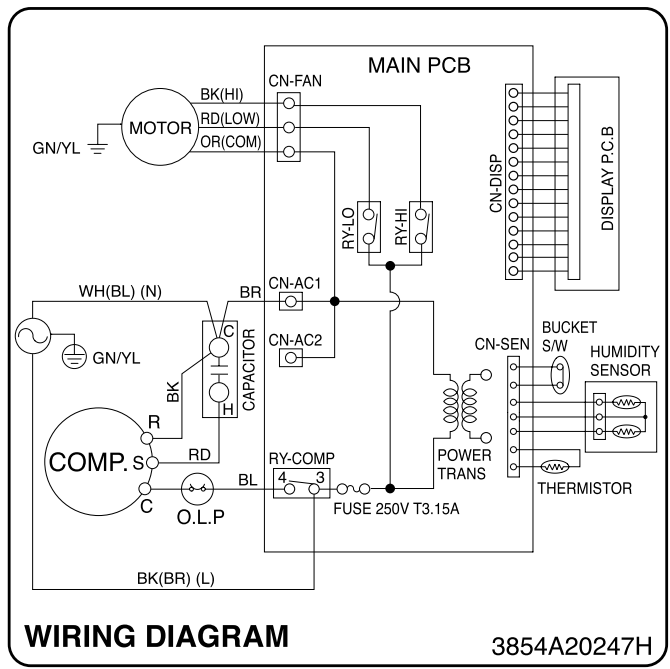 MAIN PCB
CN-FAN
BK(HI)
RD(LOW)
OR(COM)
MOTOR
GN/YL
CN-DISP
DISPLAY P.C.B
RY-LO
RY-HI
WH(BL) (N)
BR
CN-AC1
CN-AC2
GN/YL
C
H
CAPACITOR
BK
CN-SEN
BUCKET
S/W
HUMIDITY
SENSOR
R
COMP.
S
RD
C
O.L.P
BL
RY-COMP
4 3
POWER
TRANS
FUSE 250V T3.15A
THERMISTOR
BK(BR) (L)
WIRING DIAGRAM
3854A20247H